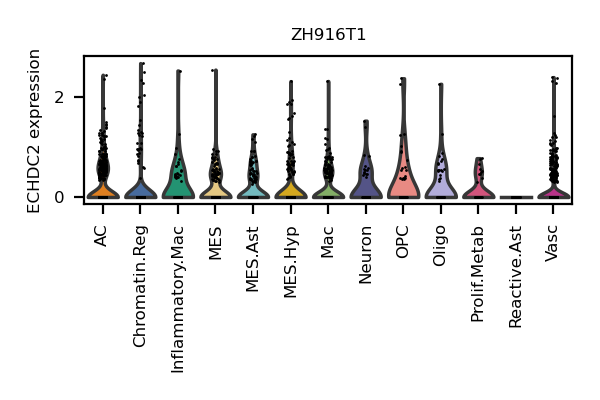 ZH916T1
ECHDC2 expression
2
0
AC
Chromatin.Reg
Inflammatory.Mac
MES
MES.Ast
MES.Hyp
Mac
Neuron
OPC
Oligo
Prolif.Metab
Reactive.Ast
Vasc